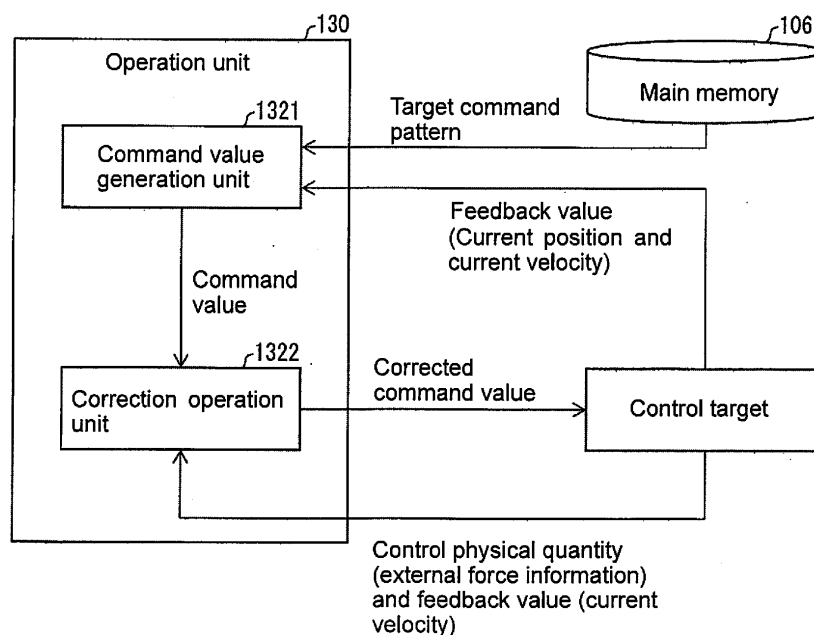 130
106
Operation unit
Main memory
Target command
pattern
1321
Command value
generation unit
Feedback value
(Current position and
current velocity)
Command
value
1322
Correction operation
unit
Corrected
command value
Control target
Control physical quantity
(external force information)
and feedback value (current
velocity)